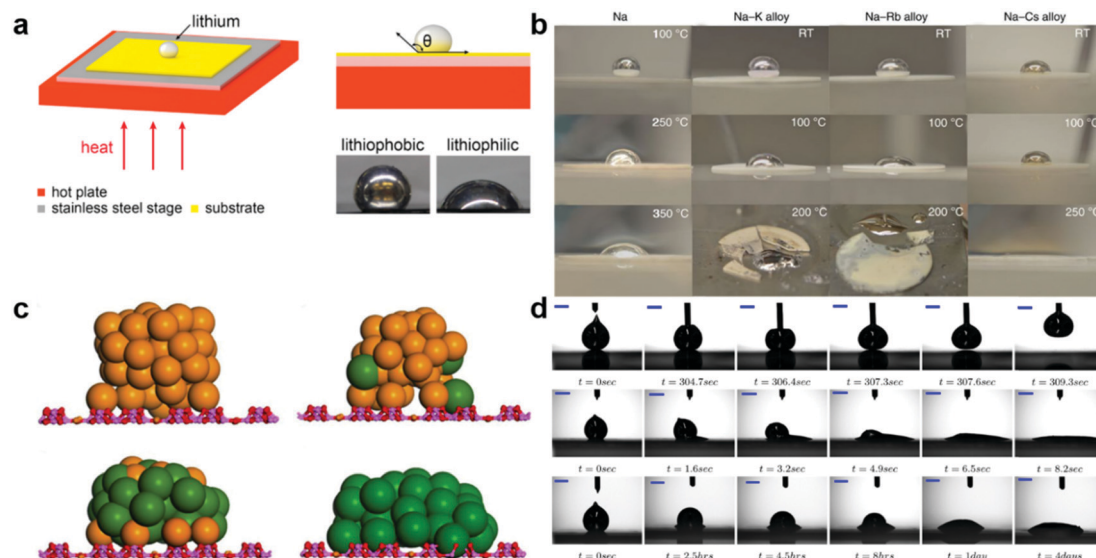 a
lithium
heat
hot plate
stainless steel stage
substrate
θ
lithiophobic
lithiophilic
b
Na
Na–K alloy
Na–Rb alloy
Na–Cs alloy
100 °C
RT
RT
RT
250 °C
100 °C
100 °C
100 °C
350 °C
200 °C
200 °C
250 °C
c
d
t = 0sec
t = 304.7sec
t = 306.4sec
t = 307.3sec
t = 307.6sec
t = 309.3sec
t = 0sec
t = 1.6sec
t = 3.2sec
t = 4.9sec
t = 6.5sec
t = 8.2sec
t = 0sec
t = 2.5hrs
t = 4.5hrs
t = 8hrs
t = 1day
t = 4days